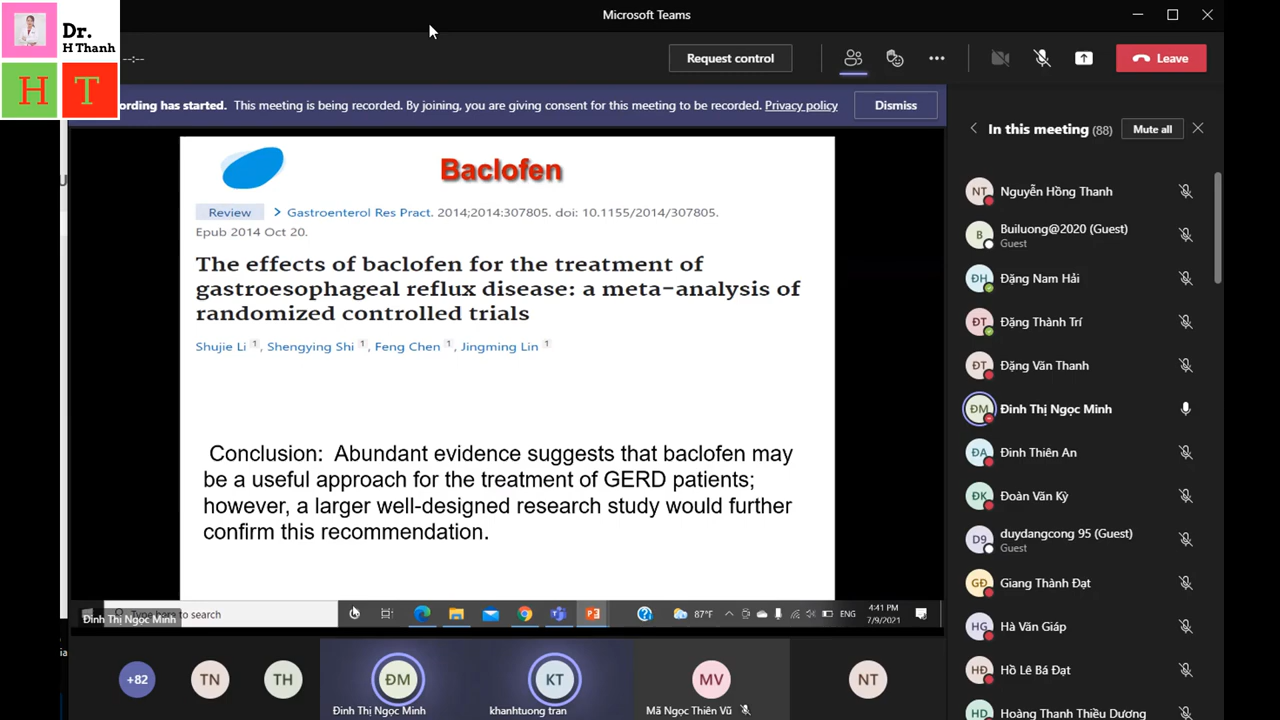 Dr.
H Thanh
H T
Microsoft Teams
--:--
Request control
Leave
ording has started. This meeting is being recorded. By joining, you are giving consent for this meeting to be recorded. Privacy policy
Dismiss
In this meeting (88)
Mute all
Baclofen
Review > Gastroenterol Res Pract. 2014;2014:307805. doi: 10.1155/2014/307805.
Epub 2014 Oct 20.
The effects of baclofen for the treatment of
gastroesophageal reflux disease: a meta-analysis of
randomized controlled trials
Shujie Li 1, Shengying Shi 1, Feng Chen 1, Jingming Lin 1
Conclusion: Abundant evidence suggests that baclofen may
be a useful approach for the treatment of GERD patients;
however, a larger well-designed research study would further
confirm this recommendation.
Type here to search
Đinh Thị Ngọc Minh
87°F
ENG
4:41 PM
7/9/2021
NT Nguyễn Hồng Thanh
B Builuong@2020 (Guest)
Guest
ĐH Đặng Nam Hải
ĐT Đặng Thành Trí
ĐT Đặng Văn Thanh
ĐM Đinh Thị Ngọc Minh
ĐA Đinh Thiên An
ĐK Đoàn Văn Kỳ
D9 duydangcong 95 (Guest)
Guest
GĐ Giang Thành Đạt
HG Hà Văn Giáp
HĐ Hồ Lê Bá Đạt
HD Hoàng Thanh Thùy Dương
+82
TN
TH
ĐM
Đinh Thị Ngọc Minh
KT
khanhtuong tran
MV
Mã Ngọc Thiên Vũ
NT